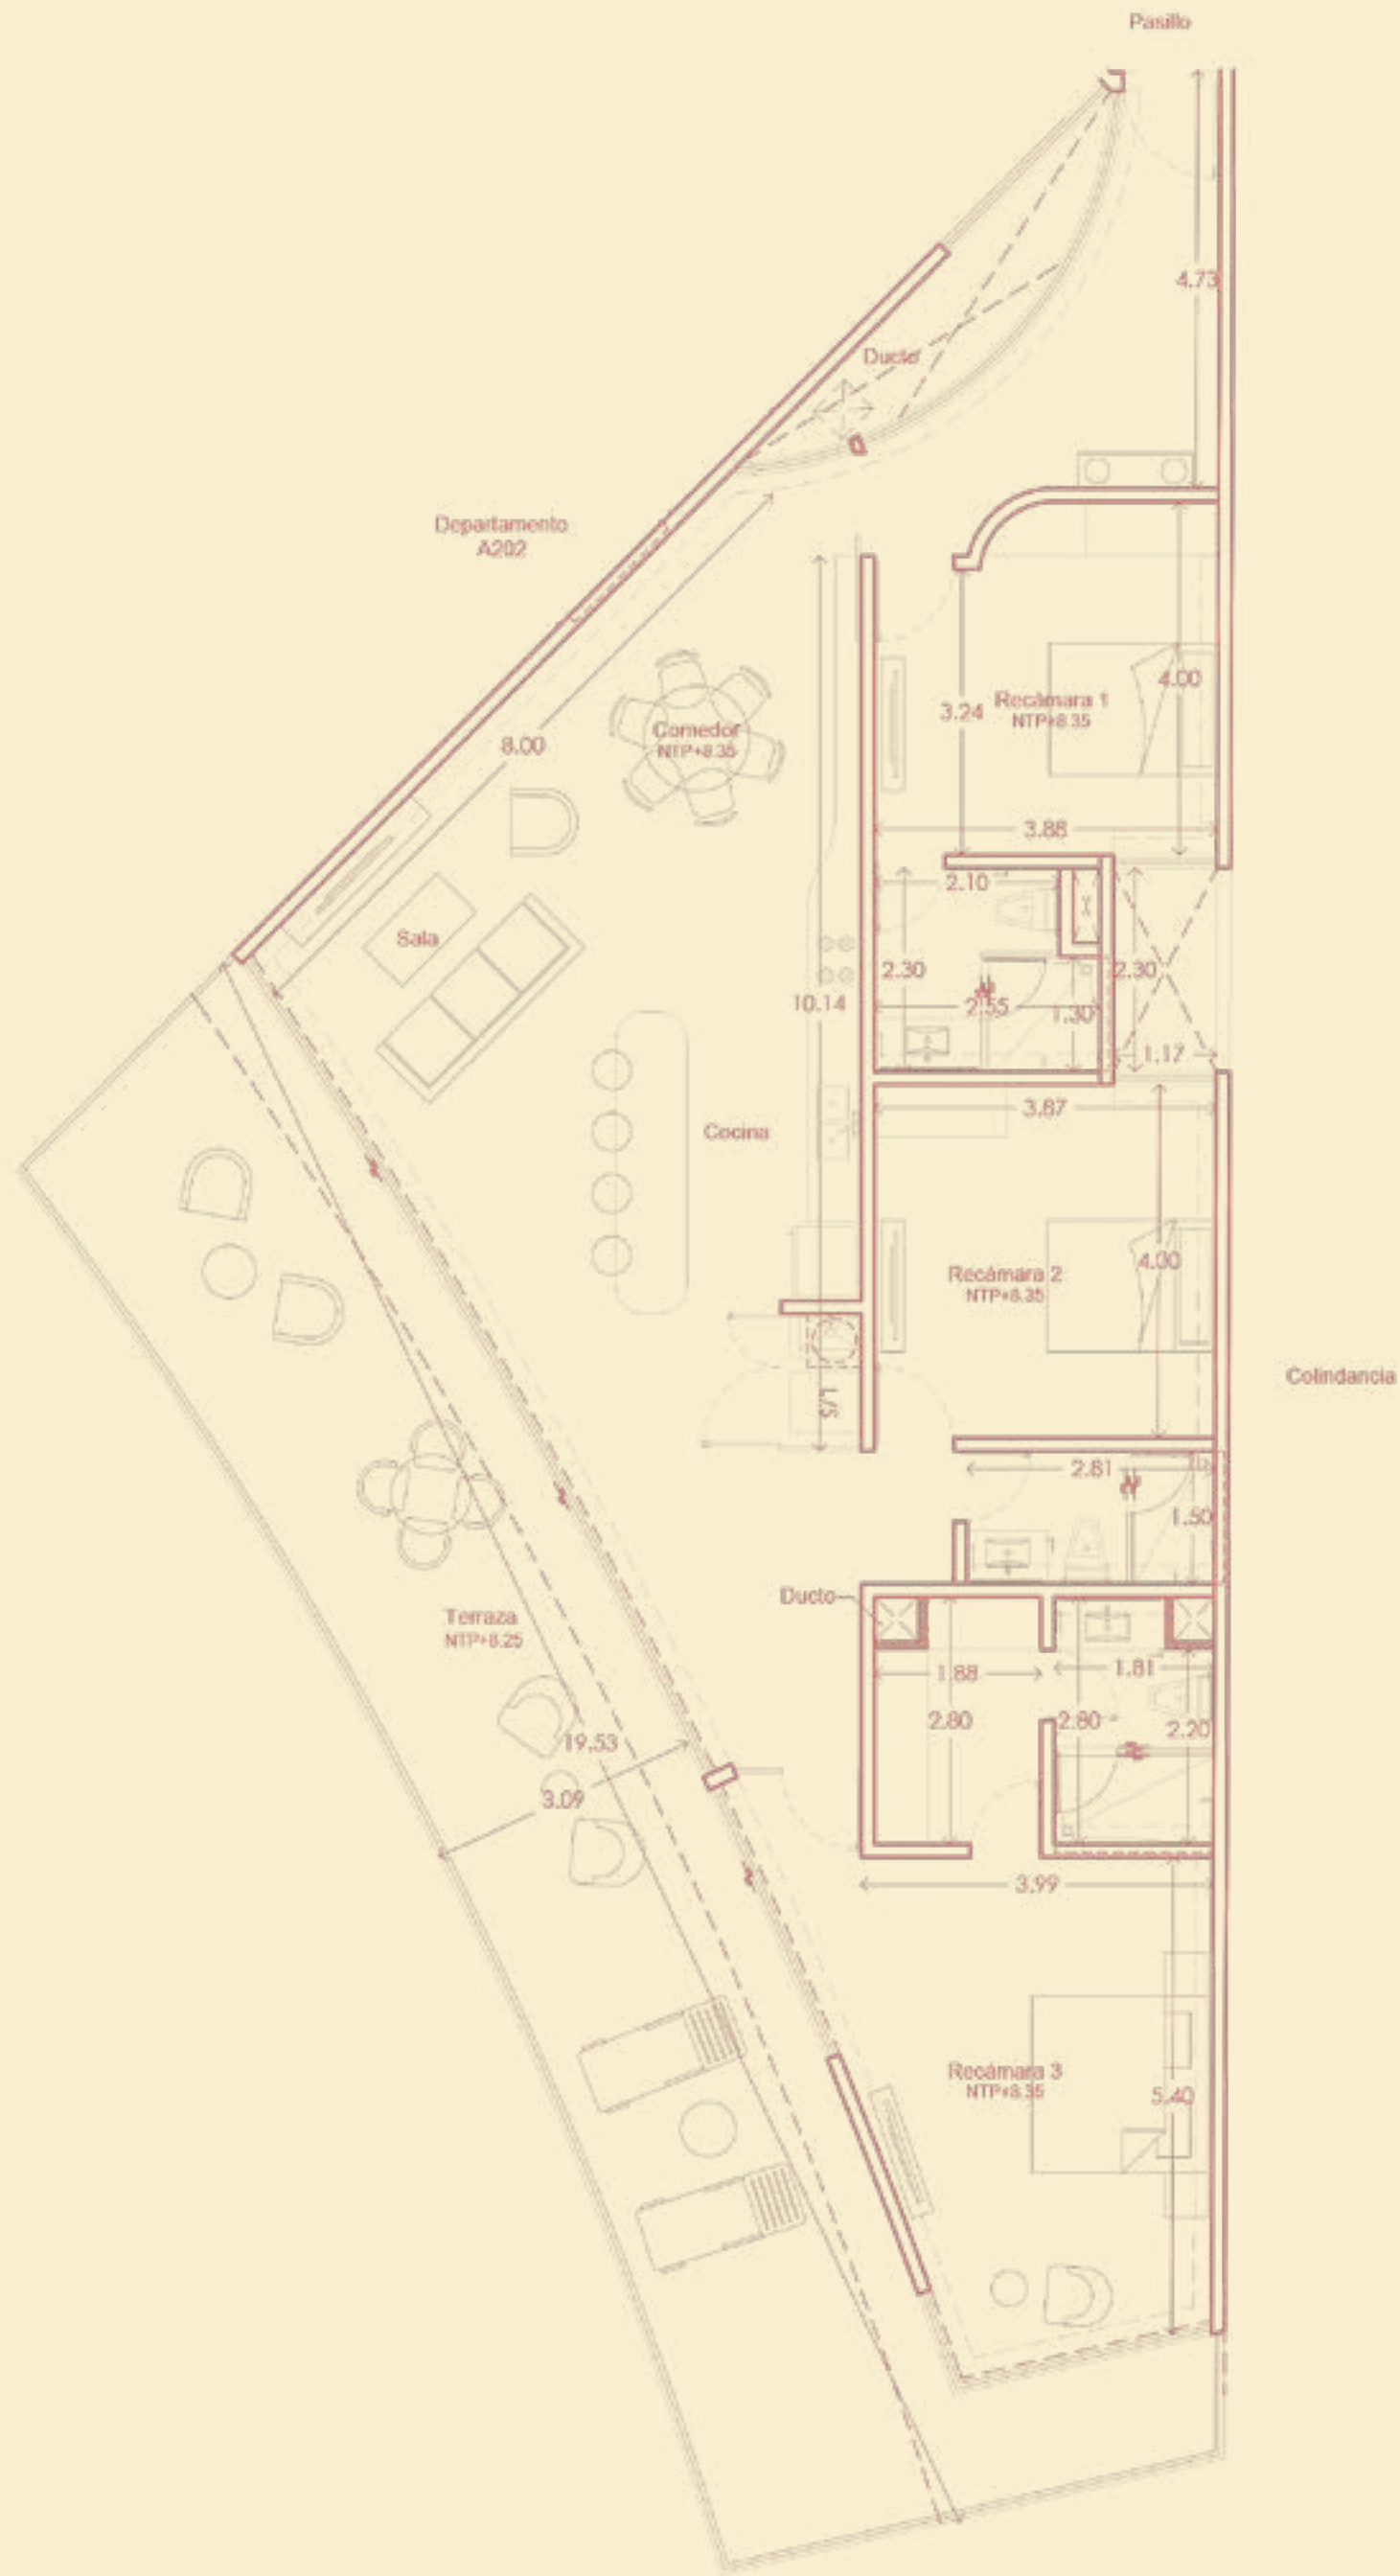 Pasillo
4.73
Ducto
Departamento
A202
8.00
Comedor
NTP+8.35
3.24
Recámara 1
NTP+8.35
4.00
3.88
Sala
2.10
2.30
2.55
1.30
2.30
1.17
10.14
3.87
Cocina
Recámara 2
NTP+8.35
4.00
Colindancia
L/S
2.81
1.50
Ducto
Terraza
NTP+8.25
1.88
1.81
2.80
2.80
2.20
19.53
3.09
3.99
Recámara 3
NTP+8.35
5.40